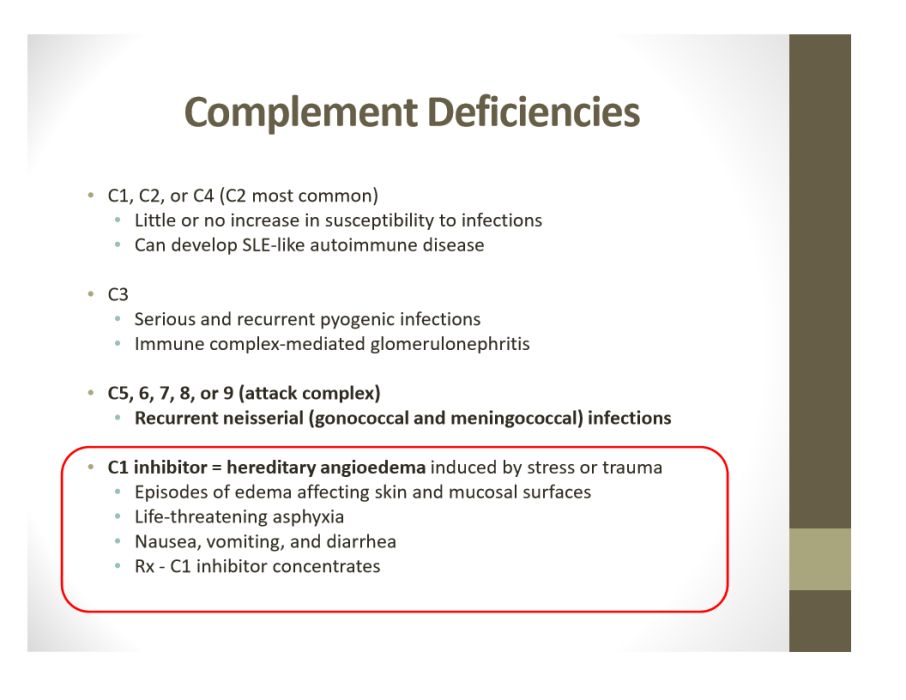 Complement Deficiencies
• C1, C2, or C4 (C2 most common)
• Little or no increase in susceptibility to infections
• Can develop SLE-like autoimmune disease
• C3
• Serious and recurrent pyogenic infections
• Immune complex-mediated glomerulonephritis
• C5, 6, 7, 8, or 9 (attack complex)
• Recurrent neisserial (gonococcal and meningococcal) infections
• C1 inhibitor = hereditary angioedema induced by stress or trauma
• Episodes of edema affecting skin and mucosal surfaces
• Life-threatening asphyxia
• Nausea, vomiting, and diarrhea
• Rx - C1 inhibitor concentrates